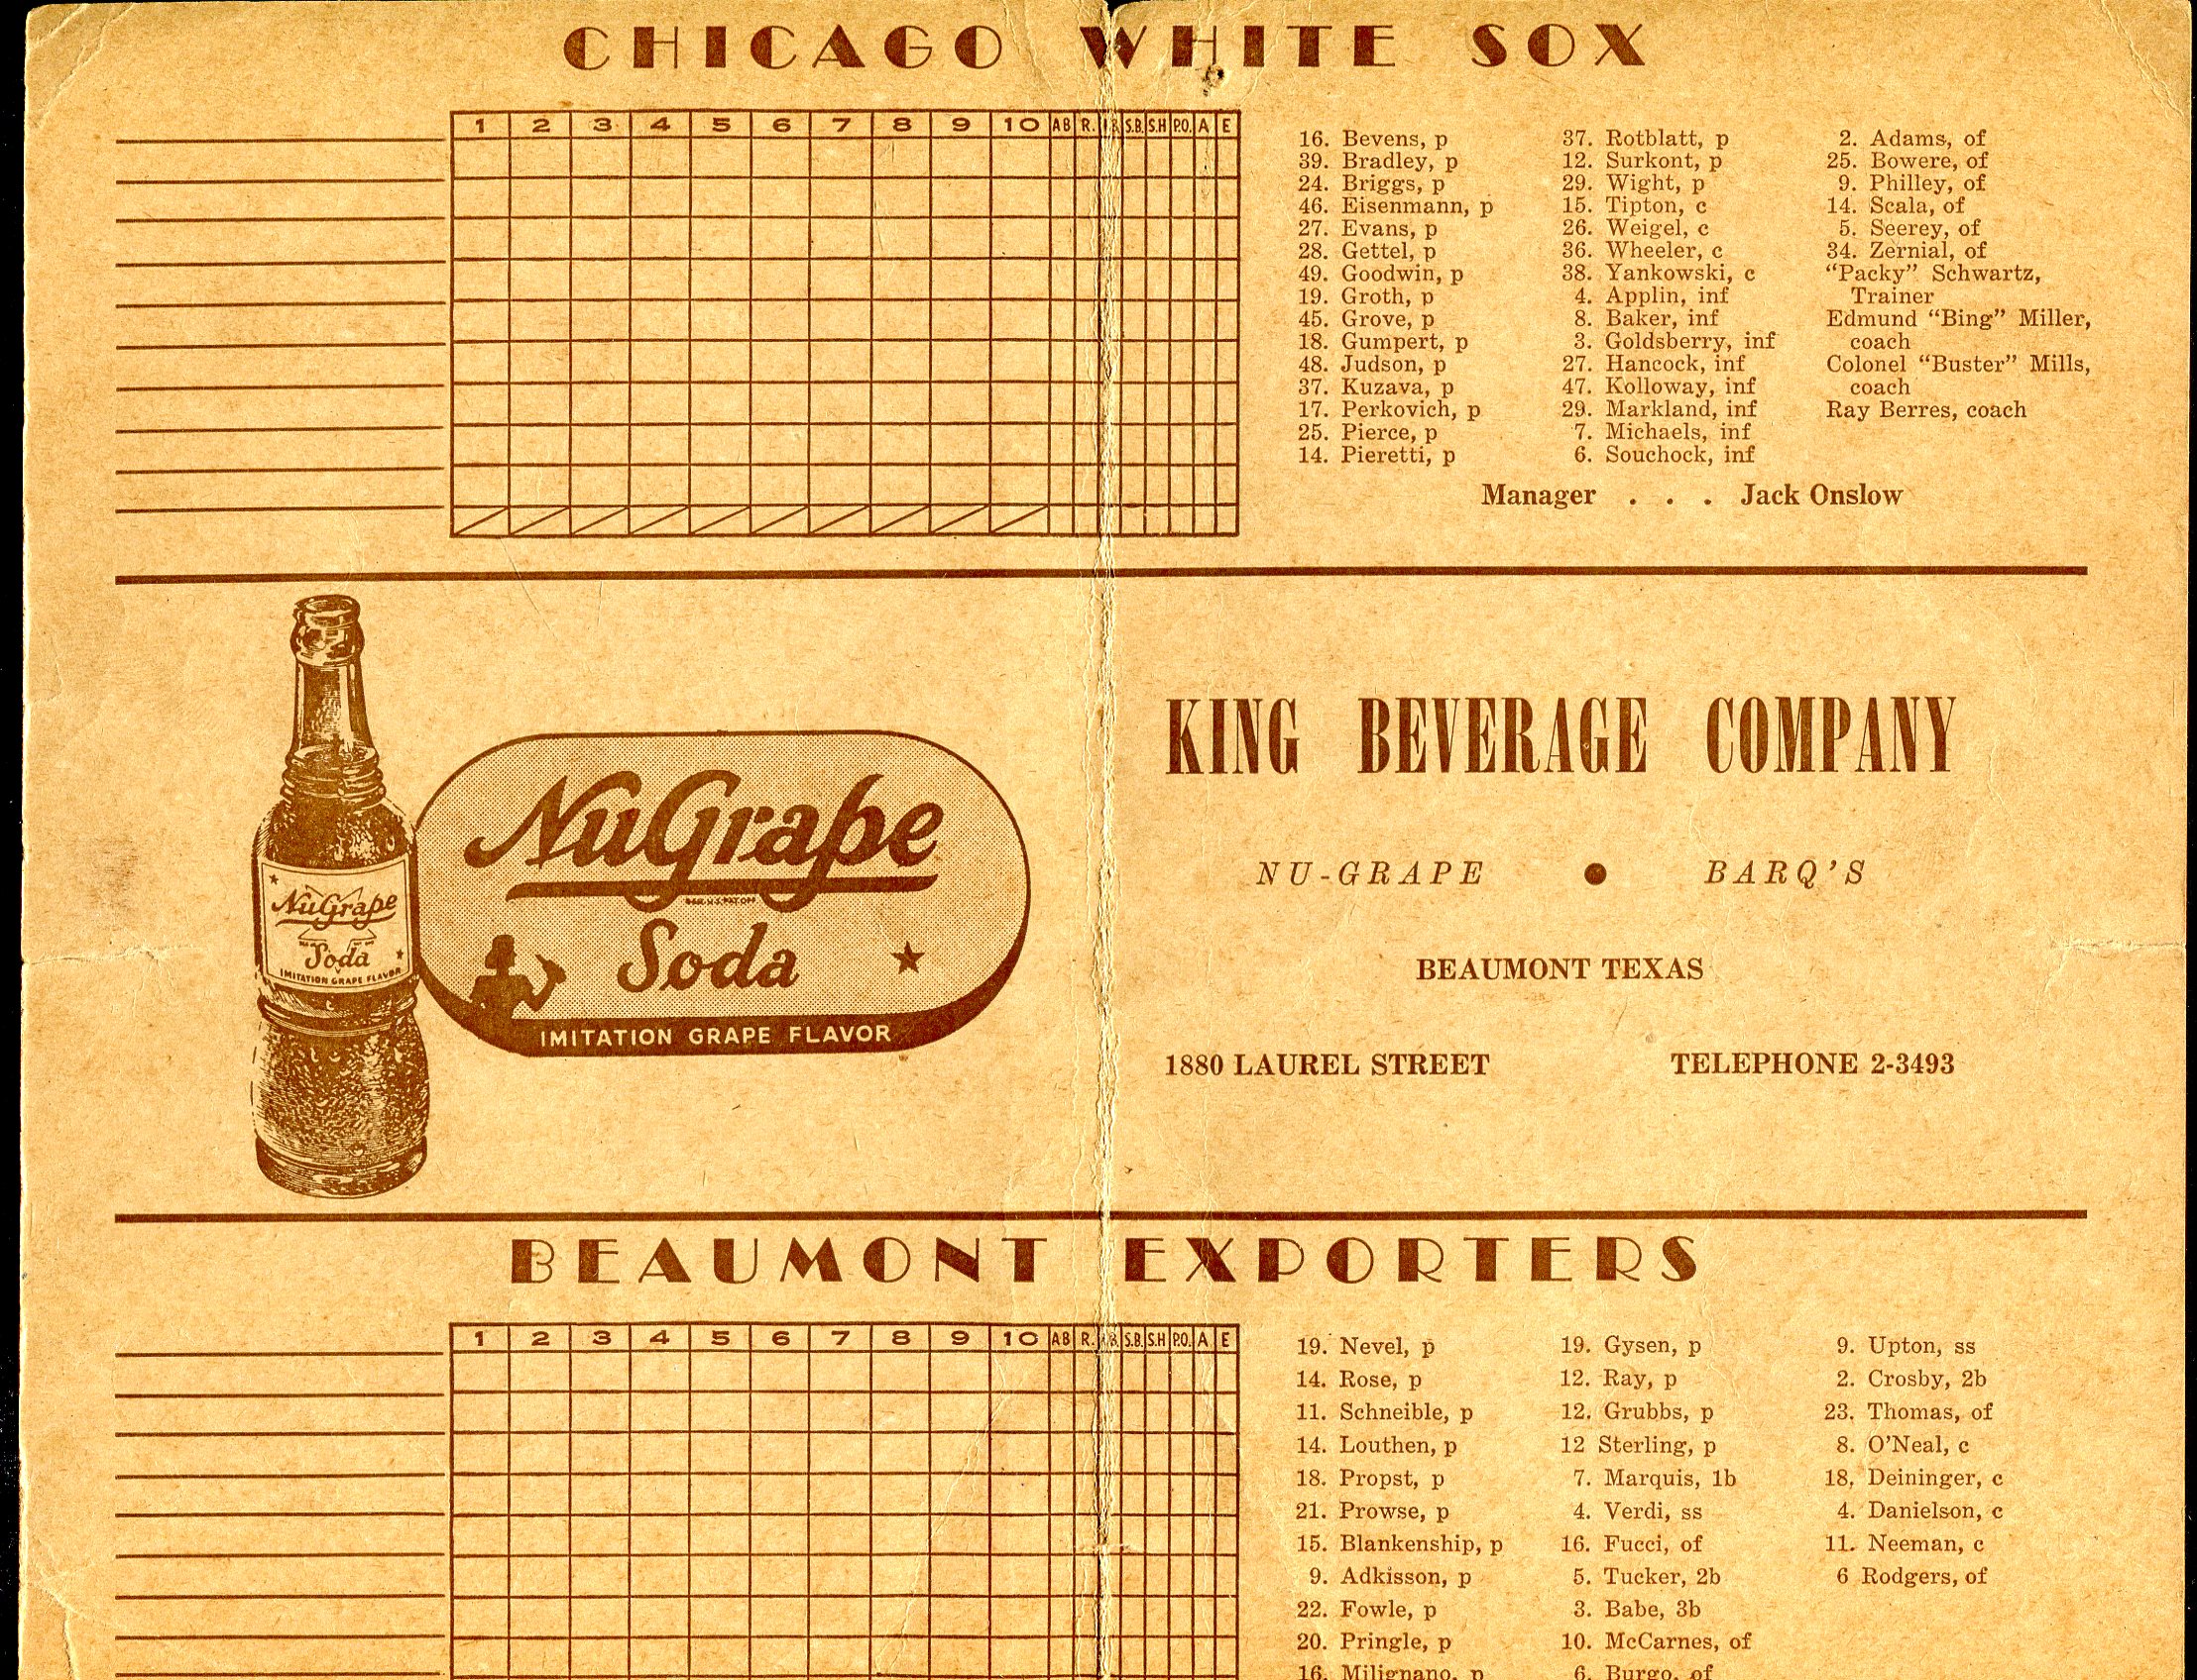 CHICAGO WHITE SOX
1 2 3 4 5 6 7 8 9 10 AB R. S.B. S.H P.O. A E
16. Bevens, p
39. Bradley, p
24. Briggs, p
46. Eisenmann, p
27. Evans, p
28. Gettel, p
49. Goodwin, p
19. Groth, p
45. Grove, p
18. Gumpert, p
48. Judson, p
37. Kuzava, p
17. Perkovich, p
25. Pierce, p
14. Pieretti, p
37. Rotblatt, p
12. Surkont, p
29. Wight, p
15. Tipton, c
26. Weigel, c
36. Wheeler, c
38. Yankowski, c
4. Applin, inf
8. Baker, inf
3. Goldsberry, inf
27. Hancock, inf
47. Kolloway, inf
29. Markland, inf
7. Michaels, inf
6. Souchock, inf
2. Adams, of
25. Bowere, of
9. Philley, of
14. Scala, of
5. Seerey, of
34. Zernial, of
"Packy" Schwartz,
Trainer
Edmund "Bing" Miller,
coach
Colonel "Buster" Mills,
coach
Ray Berres, coach
Manager . . . Jack Onslow
NuGrape
Soda
IMITATION GRAPE FLAVOR
NuGrape
REG. U.S. PAT. OFF.
Soda
IMITATION GRAPE FLAVOR
KING BEVERAGE COMPANY
NU-GRAPE ● BARQ'S
BEAUMONT TEXAS
1880 LAUREL STREET TELEPHONE 2-3493
BEAUMONT EXPORTERS
1 2 3 4 5 6 7 8 9 10 AB R. S.B. S.H P.O. A E
19. Nevel, p
14. Rose, p
11. Schneible, p
14. Louthen, p
18. Propst, p
21. Prowse, p
15. Blankenship, p
9. Adkisson, p
22. Fowle, p
20. Pringle, p
16. Milignano, p
19. Gysen, p
12. Ray, p
12. Grubbs, p
12 Sterling, p
7. Marquis, 1b
4. Verdi, ss
16. Fucci, of
5. Tucker, 2b
3. Babe, 3b
10. McCarnes, of
6. Burgo, of
9. Upton, ss
2. Crosby, 2b
23. Thomas, of
8. O'Neal, c
18, Deininger, c
4. Danielson, c
11. Neeman, c
6 Rodgers, of